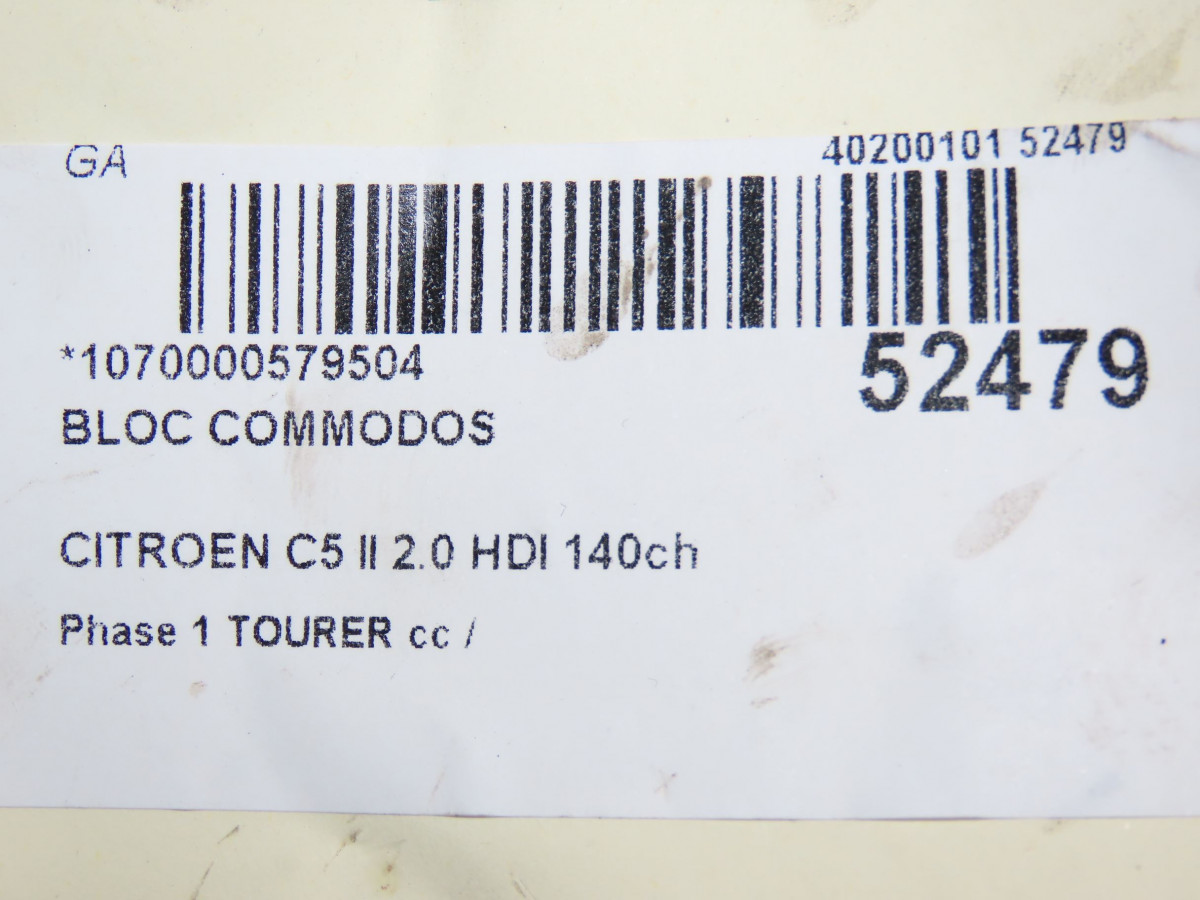 GA 40200101 52479
*1070000579504 52479
BLOC COMMODOS
CITROEN C5 II 2.0 HDI 140ch
Phase 1 TOURER cc /